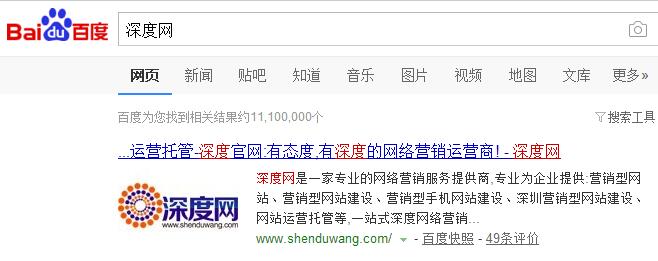 Bai du 百度
深度网
网页 新闻 贴吧 知道 音乐 图片 视频 地图 文库 更多»
百度为您找到相关结果约11,100,000个 搜索工具
...运营托管-深度官网:有态度,有深度的网络营销运营商! - 深度网
深度网是一家专业的网络营销服务提供商,专业为企业提供:营销型网
站、营销型网站建设、营销型手机网站建设、深圳营销型网站建设、
网站运营托管等,一站式深度网络营销...
深度网
www.shenduwang.com
www.shenduwang.com/ - 百度快照 - 49条评价